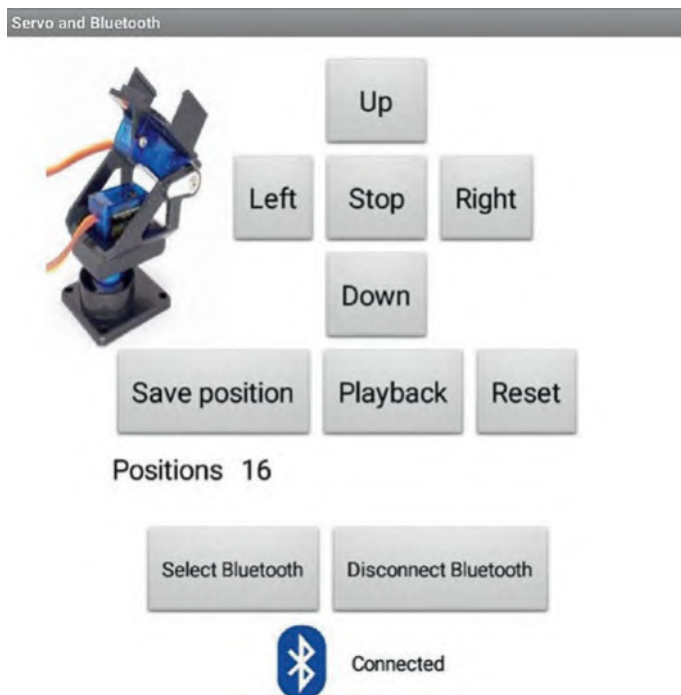 Servo and Bluetooth
Up
Left Stop Right
Down
Save position Playback Reset
Positions 16
Select Bluetooth Disconnect Bluetooth
Connected